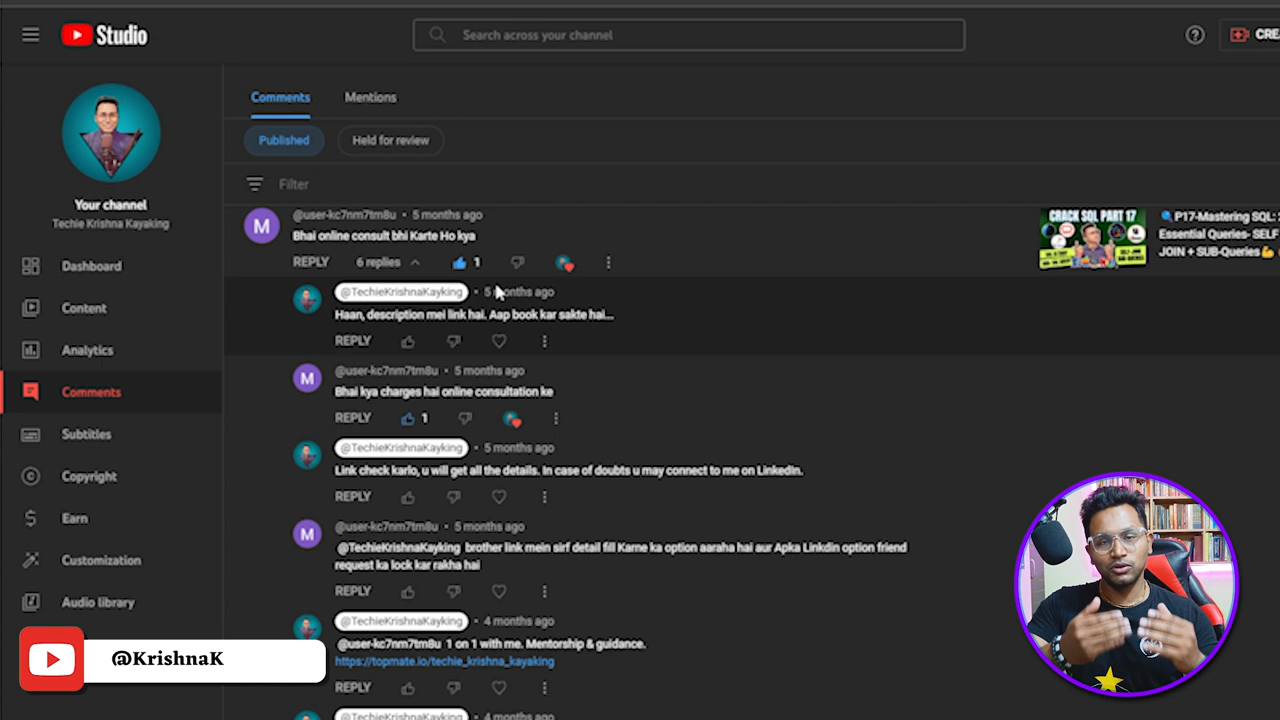 Studio
Search across your channel
CRE
Comments
Mentions
Published
Held for review
Your channel
Techie Krishna Kayaking
Filter
Dashboard
Content
Analytics
Comments
Subtitles
Copyright
Earn
Customization
Audio library
@KrishnaK
M
@user-kc7nm7tm8u • 5 months ago
Bhai online consult bhi Karte Ho kya
REPLY 6 replies 1
CRACK SQL PART 17
P17-Mastering SQL:
Essential Queries- SELF
JOIN + SUB-Queries
@TechieKrishnaKayking • 5 months ago
Haan, description mei link hai. Aap book kar sakte hai...
REPLY
M
@user-kc7nm7tm8u • 5 months ago
Bhai kya charges hai online consultation ke
REPLY 1
@TechieKrishnaKayking • 5 months ago
Link check karlo, u will get all the details. In case of doubts u may connect to me on LinkedIn.
REPLY
M
@user-kc7nm7tm8u • 5 months ago
@TechieKrishnaKayking brother link mein sirf detail fill Karne ka option aaraha hai aur Apka Linkdin option friend
request ka lock kar rakha hai
REPLY
@TechieKrishnaKayking • 4 months ago
@user-kc7nm7tm8u 1 on 1 with me. Mentorship & guidance.
https://topmate.io/techie_krishna_kayaking
REPLY
@TechieKrishnaKayking • 4 months ago